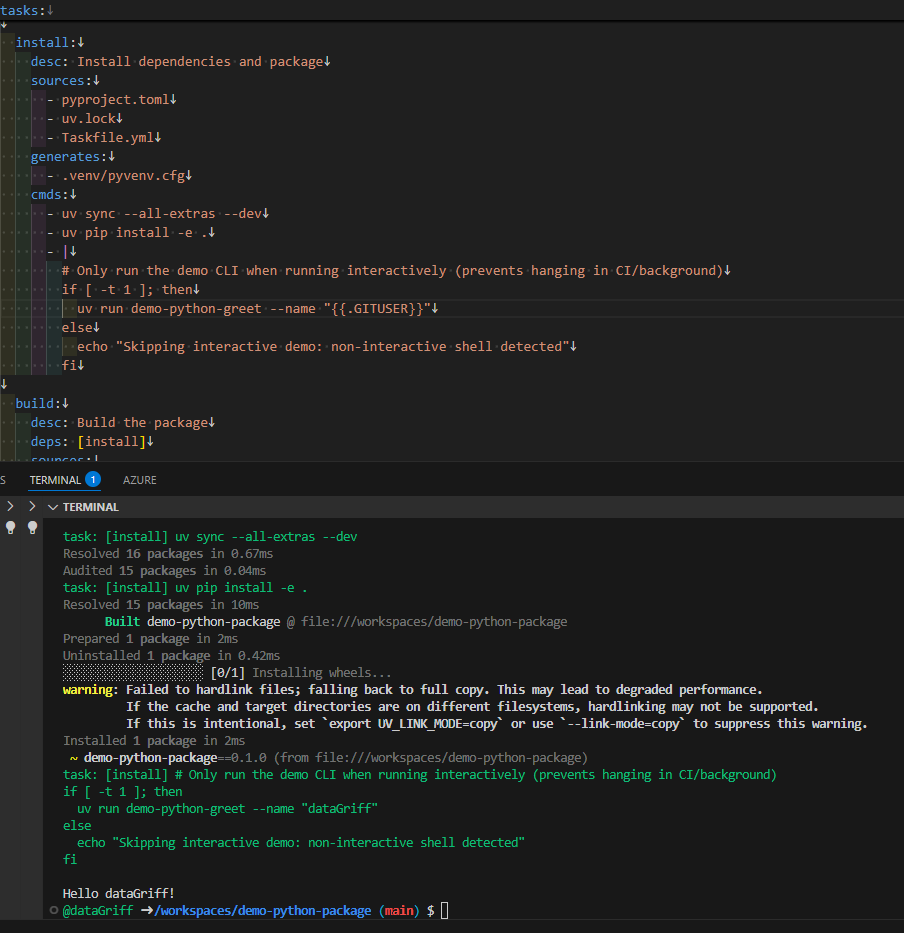 tasks:↓
↓
install:↓
desc: Install dependencies and package↓
sources:↓
- pyproject.toml↓
- uv.lock↓
- Taskfile.yml↓
generates:↓
- .venv/pyvenv.cfg↓
cmds:↓
- uv sync --all-extras --dev↓
- uv pip install -e .↓
- |↓
# Only run the demo CLI when running interactively (prevents hanging in CI/background)↓
if [ -t 1 ]; then↓
uv run demo-python-greet --name "{{.GITUSER}}"↓
else↓
echo "Skipping interactive demo: non-interactive shell detected"↓
fi↓
↓
build:↓
desc: Build the package↓
deps: [install]↓
sources:↓
S TERMINAL 1 AZURE
TERMINAL
task: [install] uv sync --all-extras --dev
Resolved 16 packages in 0.67ms
Audited 15 packages in 0.04ms
task: [install] uv pip install -e .
Resolved 15 packages in 10ms
Built demo-python-package @ file:///workspaces/demo-python-package
Prepared 1 package in 2ms
Uninstalled 1 package in 0.42ms
░░░░░░░░░░░░░░░░░░░░ [0/1] Installing wheels...
warning: Failed to hardlink files; falling back to full copy. This may lead to degraded performance.
If the cache and target directories are on different filesystems, hardlinking may not be supported.
If this is intentional, set `export UV_LINK_MODE=copy` or use `--link-mode=copy` to suppress this warning.
Installed 1 package in 2ms
~ demo-python-package==0.1.0 (from file:///workspaces/demo-python-package)
task: [install] # Only run the demo CLI when running interactively (prevents hanging in CI/background)
if [ -t 1 ]; then
uv run demo-python-greet --name "dataGriff"
else
echo "Skipping interactive demo: non-interactive shell detected"
fi
Hello dataGriff!
@dataGriff ➜/workspaces/demo-python-package (main) $